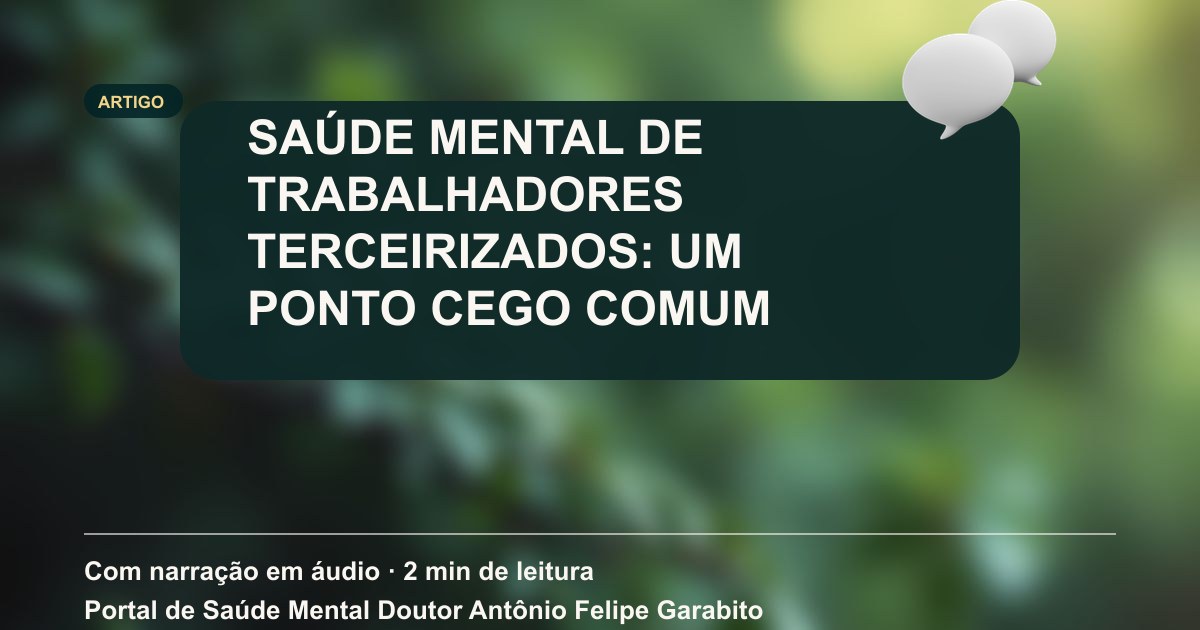 ARTIGO
SAÚDE MENTAL DE
TRABALHADORES
TERCEIRIZADOS: UM
PONTO CEGO COMUM
Com narração em áudio · 2 min de leitura
Portal de Saúde Mental Doutor Antônio Felipe Garabito